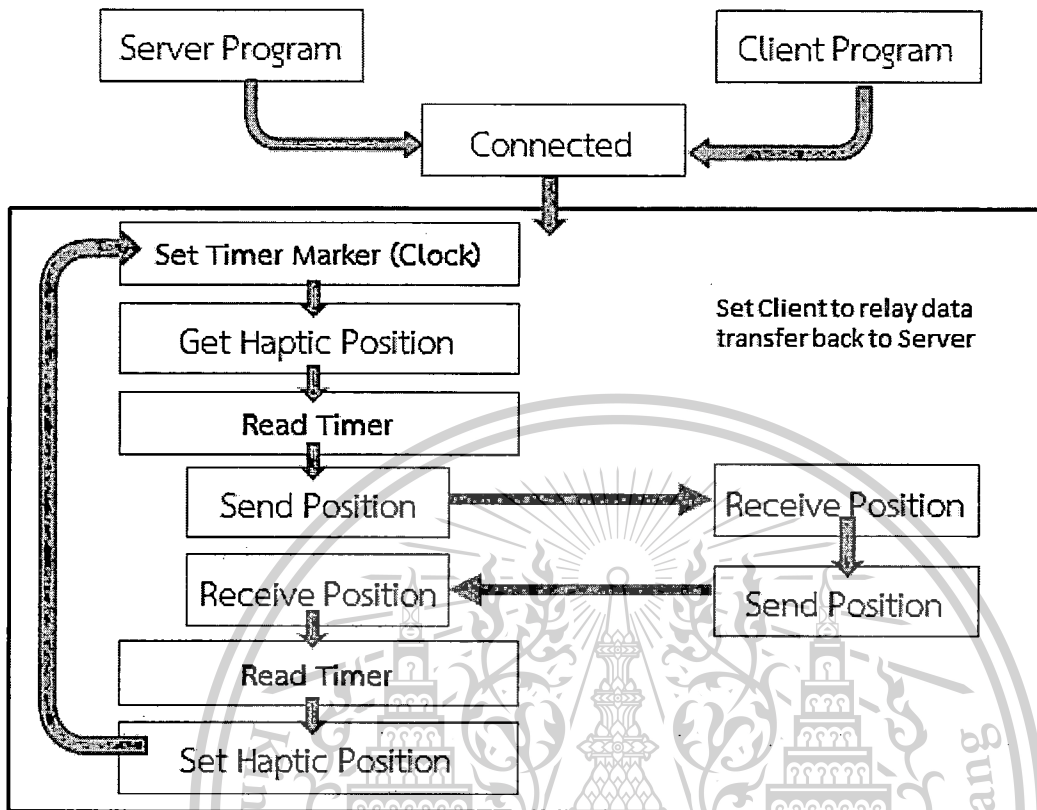 Server Program
Client Program
Connected
Set Timer Marker (Clock)
Get Haptic Position
Set Client to relay data
transfer back to Server
Read Timer
Send Position
Receive Position
Receive Position
Send Position
Read Timer
Set Haptic Position